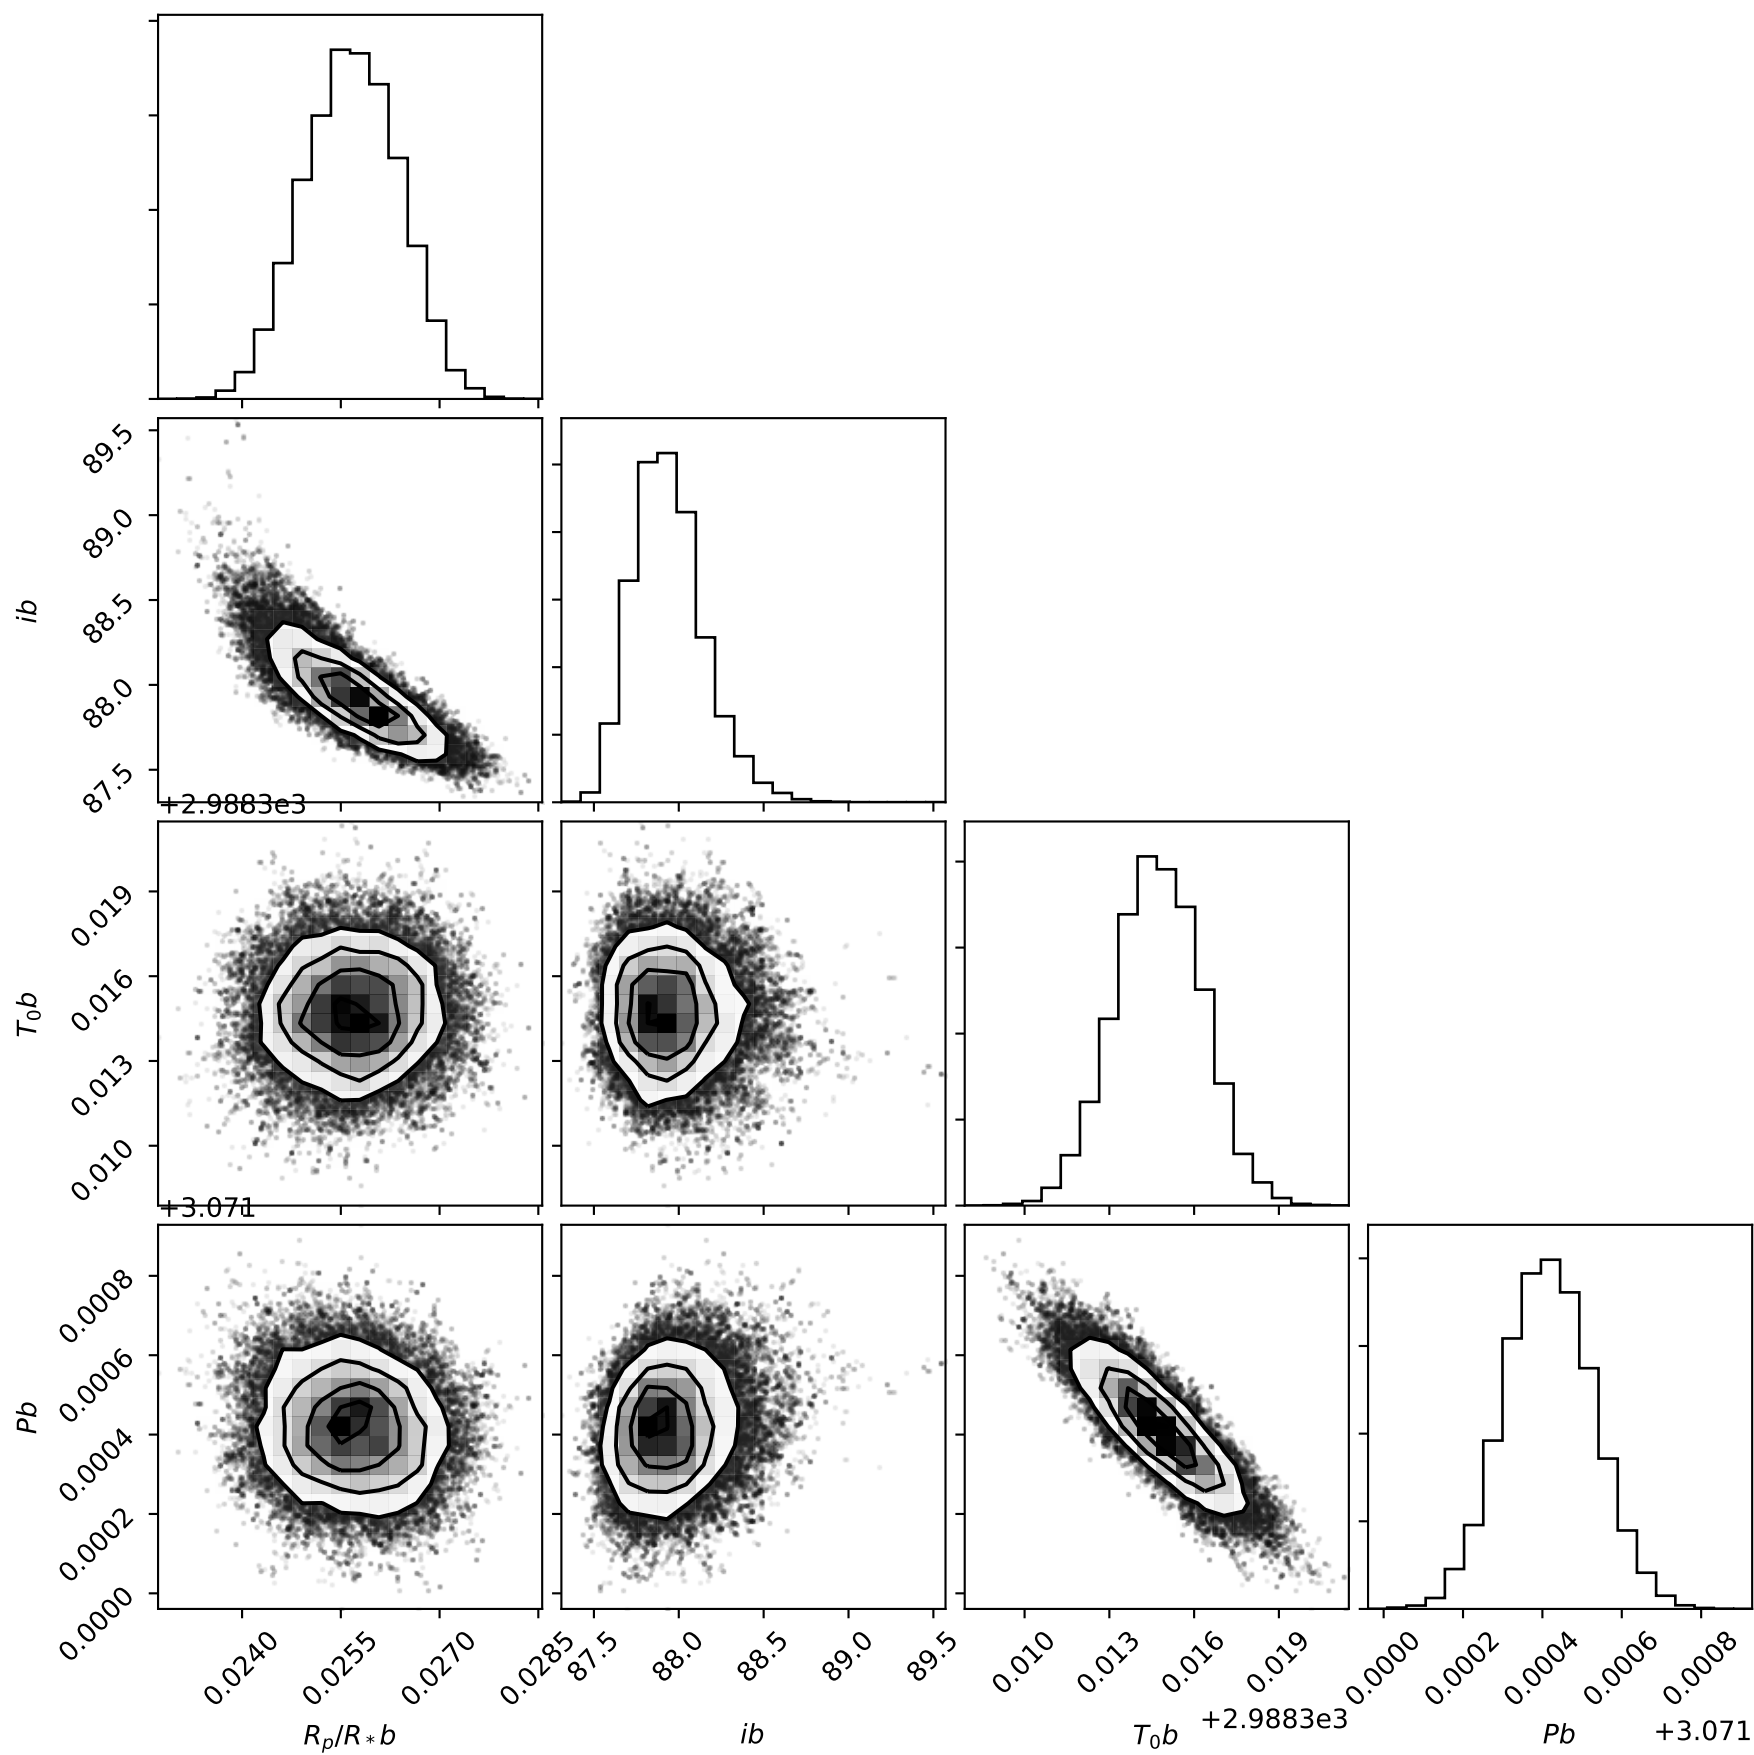 89.5
89.0
88.5
88.0
87.5
ib
+2.9883e3
0.019
0.016
0.013
0.010
T₀b
+3.071
0.0008
0.0006
0.0004
0.0002
0.0000
Pb
0.0240 0.0255 0.0270 0.0285
87.5 88.0 88.5 89.0 89.5
0.010 0.013 0.016 0.019
0.0000 0.0002 0.0004 0.0006 0.0008
Rₚ/R*b
ib
T₀b +2.9883e3
Pb +3.071